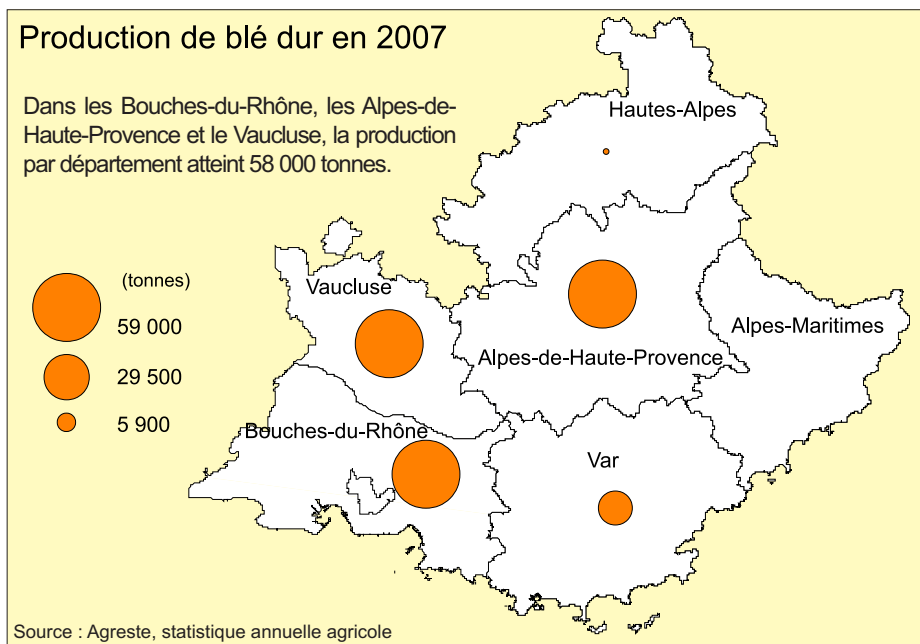 Production de blé dur en 2007
Dans les Bouches-du-Rhône, les Alpes-de-
Haute-Provence et le Vaucluse, la production
par département atteint 58 000 tonnes.
Hautes-Alpes
(tonnes)
59 000
29 500
5 900
Vaucluse
Alpes-Maritimes
Alpes-de-Haute-Provence
Bouches-du-Rhône
Var
Source : Agreste, statistique annuelle agricole